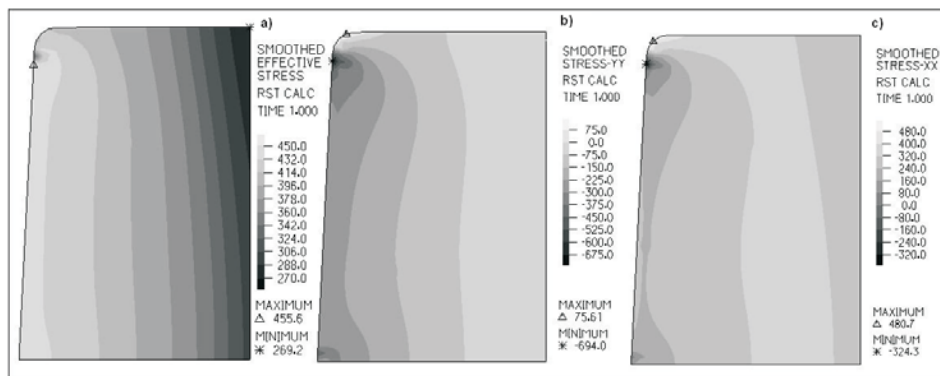 a)
SMOOTHED
EFFECTIVE
STRESS
RST CALC
TIME 1.000
450.0
432.0
414.0
396.0
378.0
360.0
342.0
324.0
306.0
288.0
270.0
MAXIMUM
△ 455.6
MINIMUM
✳ 269.2
b)
SMOOTHED
STRESS-YY
RST CALC
TIME 1.000
75.0
0.0
-75.0
-150.0
-225.0
-300.0
-375.0
-450.0
-525.0
-600.0
-675.0
MAXIMUM
△ 75.61
MINIMUM
✳ -694.0
c)
SMOOTHED
STRESS-XX
RST CALC
TIME 1.000
480.0
400.0
320.0
240.0
160.0
80.0
0.0
-80.0
-160.0
-240.0
-320.0
MAXIMUM
△ 480.7
MINIMUM
✳ -324.3